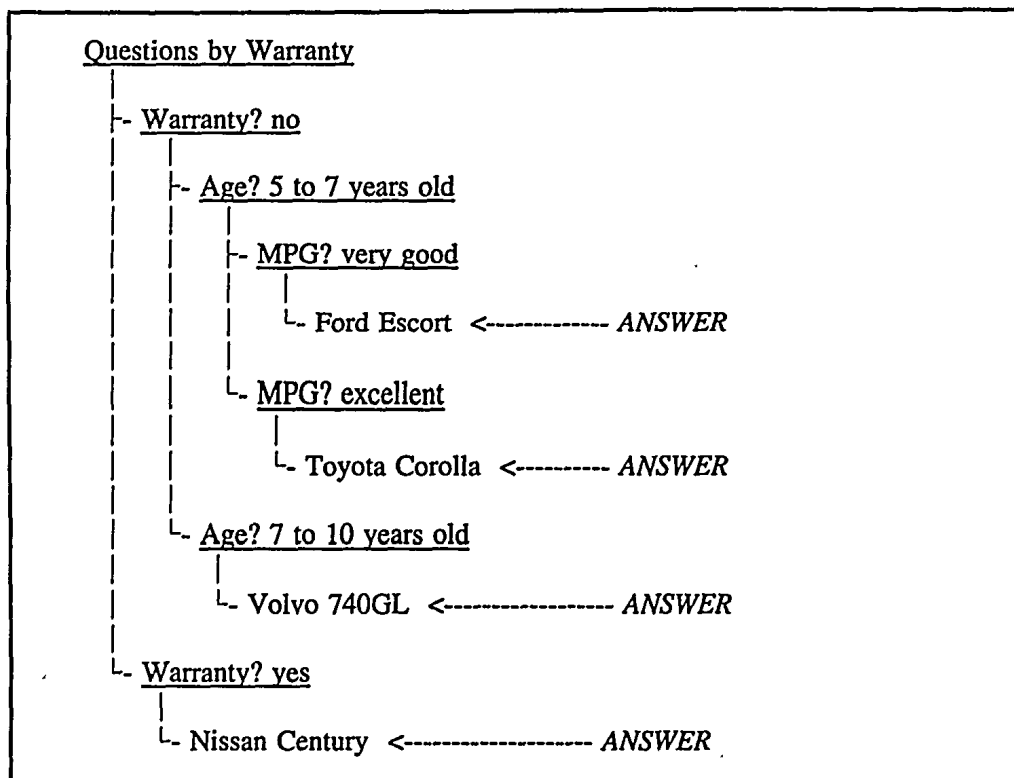 Questions by Warranty
Warranty? no
Age? 5 to 7 years old
MPG? very good
Ford Escort <------------- ANSWER
MPG? excellent
Toyota Corolla <---------- ANSWER
Age? 7 to 10 years old
Volvo 740GL <----------------- ANSWER
Warranty? yes
Nissan Century <------------------- ANSWER